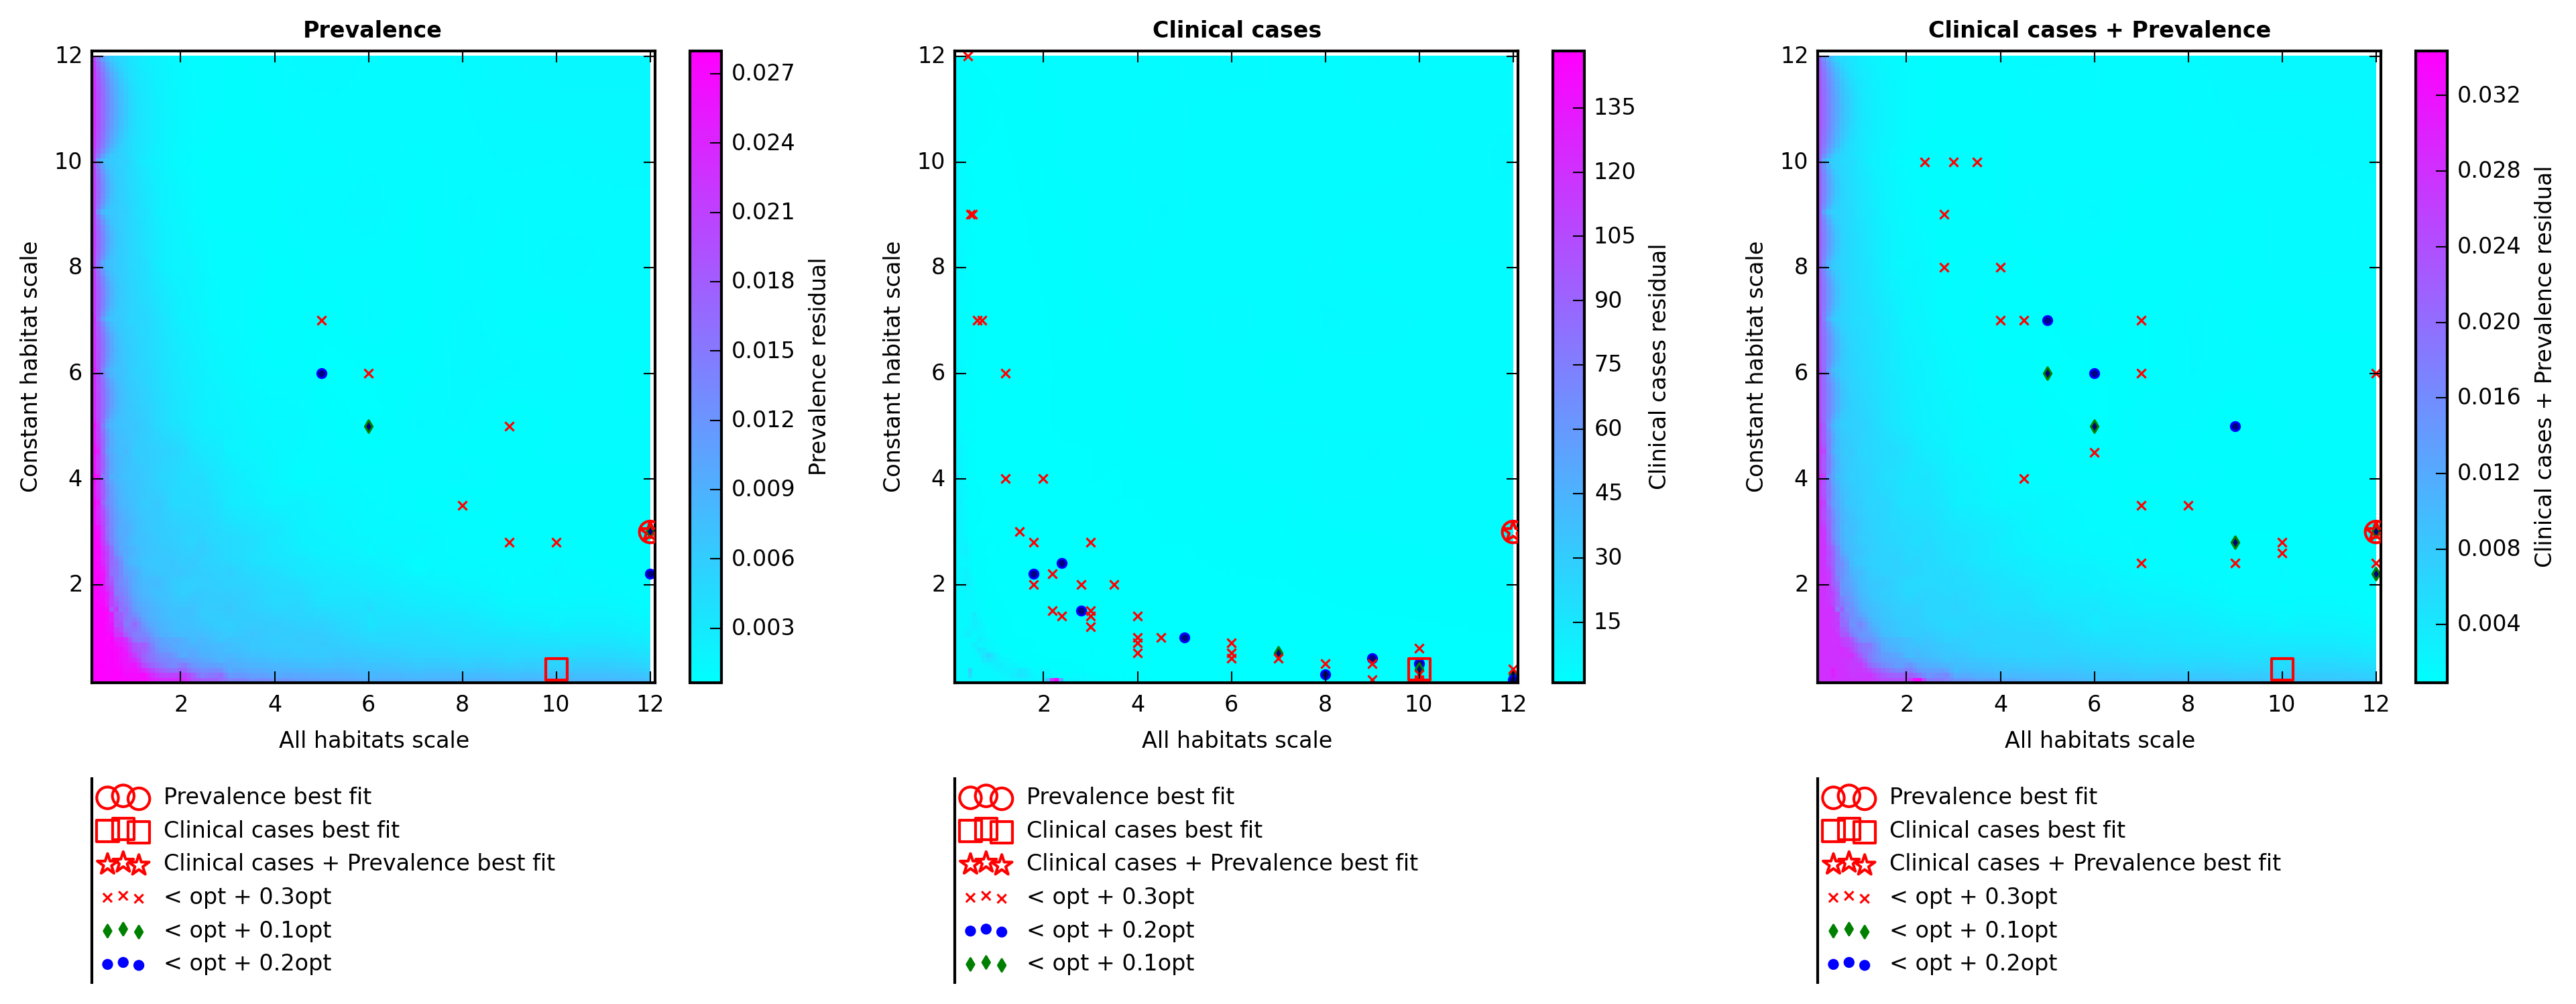 Prevalence
12
10
8
6
4
2
Constant habitat scale
2 4 6 8 10 12
All habitats scale
0.027
0.024
0.021
0.018
0.015
0.012
0.009
0.006
0.003
Prevalence residual
Prevalence best fit
Clinical cases best fit
Clinical cases + Prevalence best fit
< opt + 0.3opt
< opt + 0.1opt
< opt + 0.2opt
Clinical cases
12
10
8
6
4
2
Constant habitat scale
2 4 6 8 10 12
All habitats scale
135
120
105
90
75
60
45
30
15
Clinical cases residual
Prevalence best fit
Clinical cases best fit
Clinical cases + Prevalence best fit
< opt + 0.3opt
< opt + 0.2opt
< opt + 0.1opt
Clinical cases + Prevalence
12
10
8
6
4
2
Constant habitat scale
2 4 6 8 10 12
All habitats scale
0.032
0.028
0.024
0.020
0.016
0.012
0.008
0.004
Clinical cases + Prevalence residual
Prevalence best fit
Clinical cases best fit
Clinical cases + Prevalence best fit
< opt + 0.3opt
< opt + 0.1opt
< opt + 0.2opt